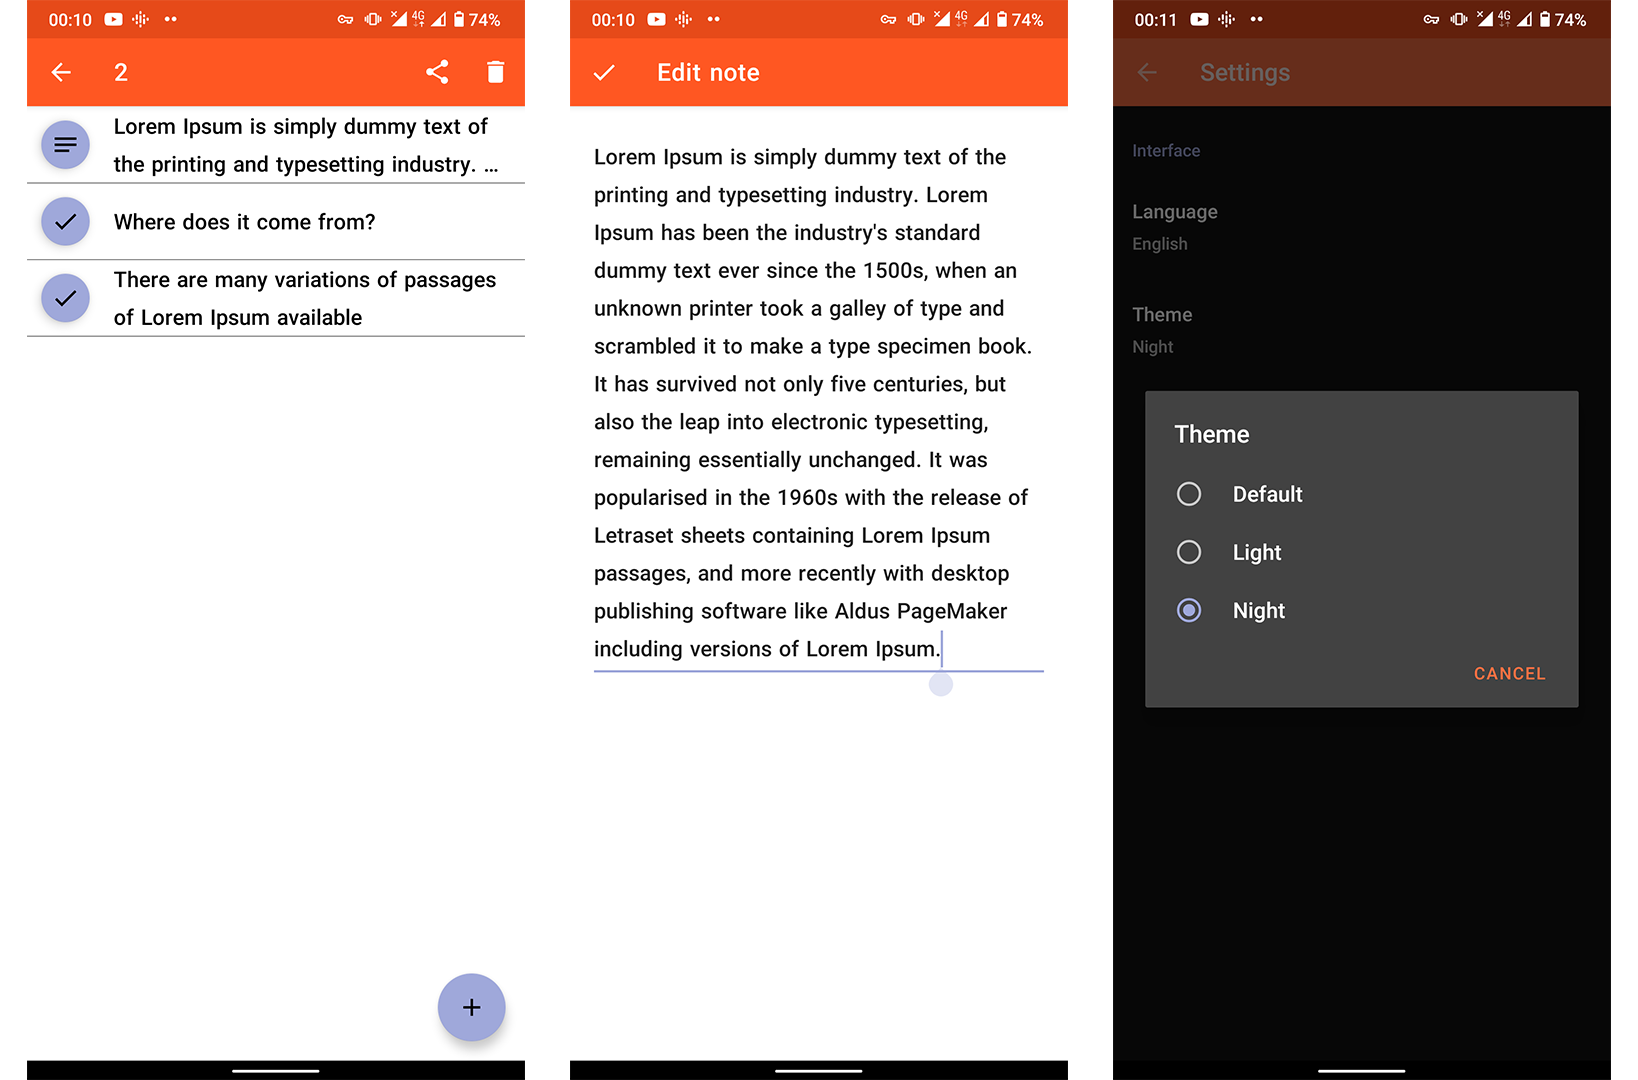 00:10
4G
74%
2
Lorem Ipsum is simply dummy text of
the printing and typesetting industry. ...
Where does it come from?
There are many variations of passages
of Lorem Ipsum available
00:10
4G
74%
Edit note
Lorem Ipsum is simply dummy text of the
printing and typesetting industry. Lorem
Ipsum has been the industry's standard
dummy text ever since the 1500s, when an
unknown printer took a galley of type and
scrambled it to make a type specimen book.
It has survived not only five centuries, but
also the leap into electronic typesetting,
remaining essentially unchanged. It was
popularised in the 1960s with the release of
Letraset sheets containing Lorem Ipsum
passages, and more recently with desktop
publishing software like Aldus PageMaker
including versions of Lorem Ipsum.
00:11
4G
74%
Settings
Interface
Language
English
Theme
Night
Theme
Default
Light
Night
CANCEL